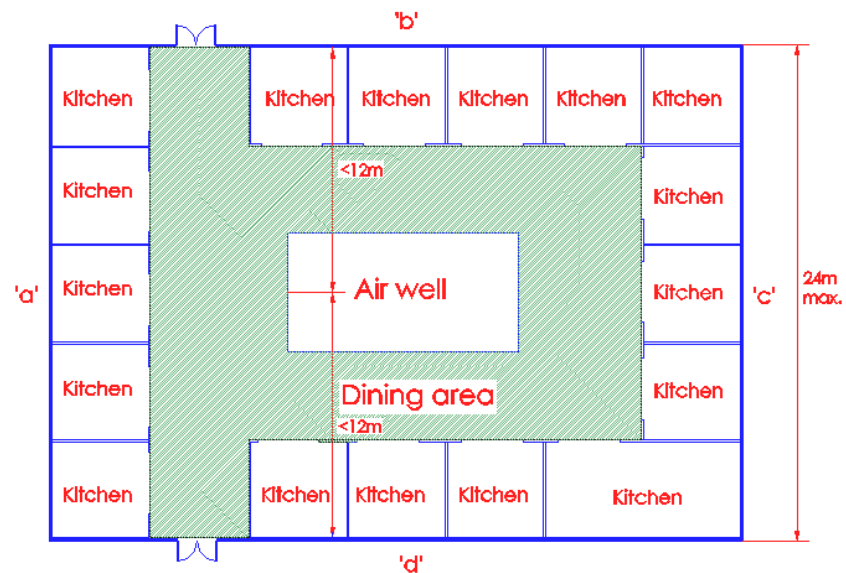 'b'
Kitchen Kitchen Kitchen Kitchen Kitchen Kitchen
<12m
Kitchen Kitchen
'a' Kitchen Air well Kitchen 'c' 24m
max.
Kitchen Dining area Kitchen
<12m
Kitchen Kitchen Kitchen Kitchen Kitchen
'd'